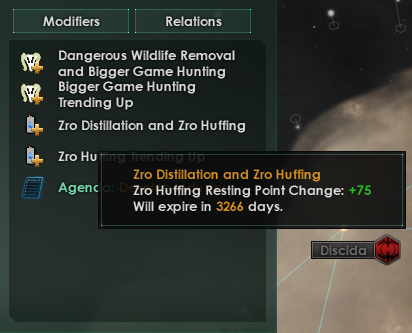 Modifiers
Relations
Dangerous Wildlife Removal
and Bigger Game Hunting
Bigger Game Hunting
Trending Up
Zro Distillation and Zro Huffing
Zro Huffing Trending Up
Agenda:
Zro Distillation and Zro Huffing
Zro Huffing Resting Point Change: +75
Will expire in 3266 days.
Discida